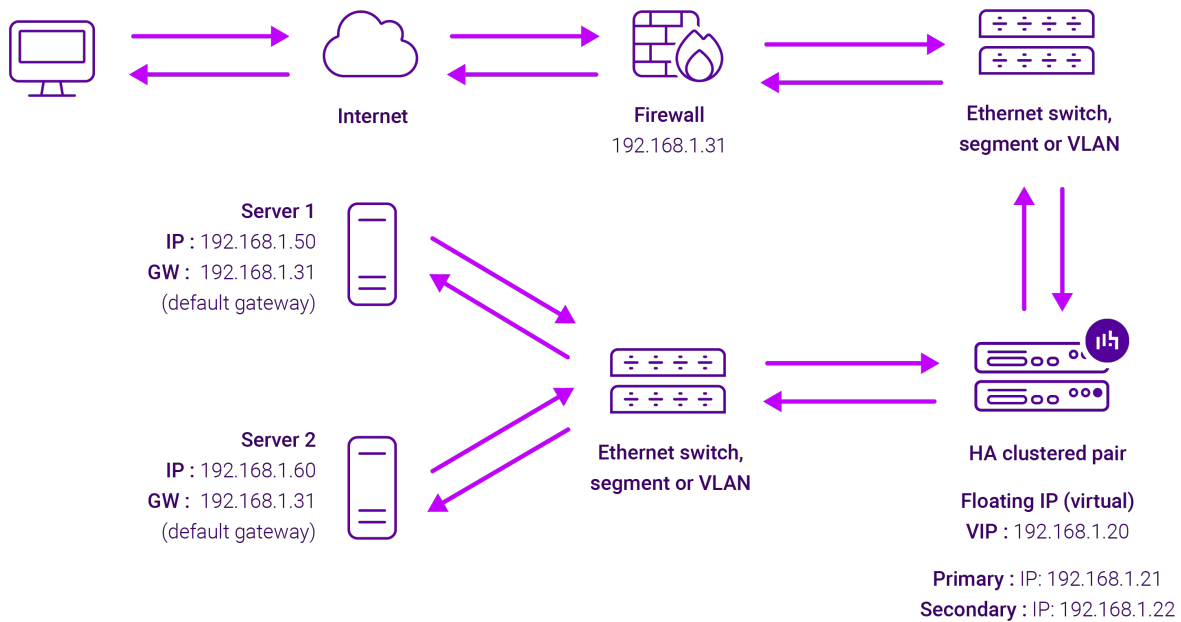 Internet
Firewall
192.168.1.31
Ethernet switch,
segment or VLAN
Server 1
IP : 192.168.1.50
GW : 192.168.1.31
(default gateway)
Server 2
IP : 192.168.1.60
GW : 192.168.1.31
(default gateway)
Ethernet switch,
segment or VLAN
HA clustered pair
Floating IP (virtual)
VIP : 192.168.1.20
Primary : IP: 192.168.1.21
Secondary : IP: 192.168.1.22